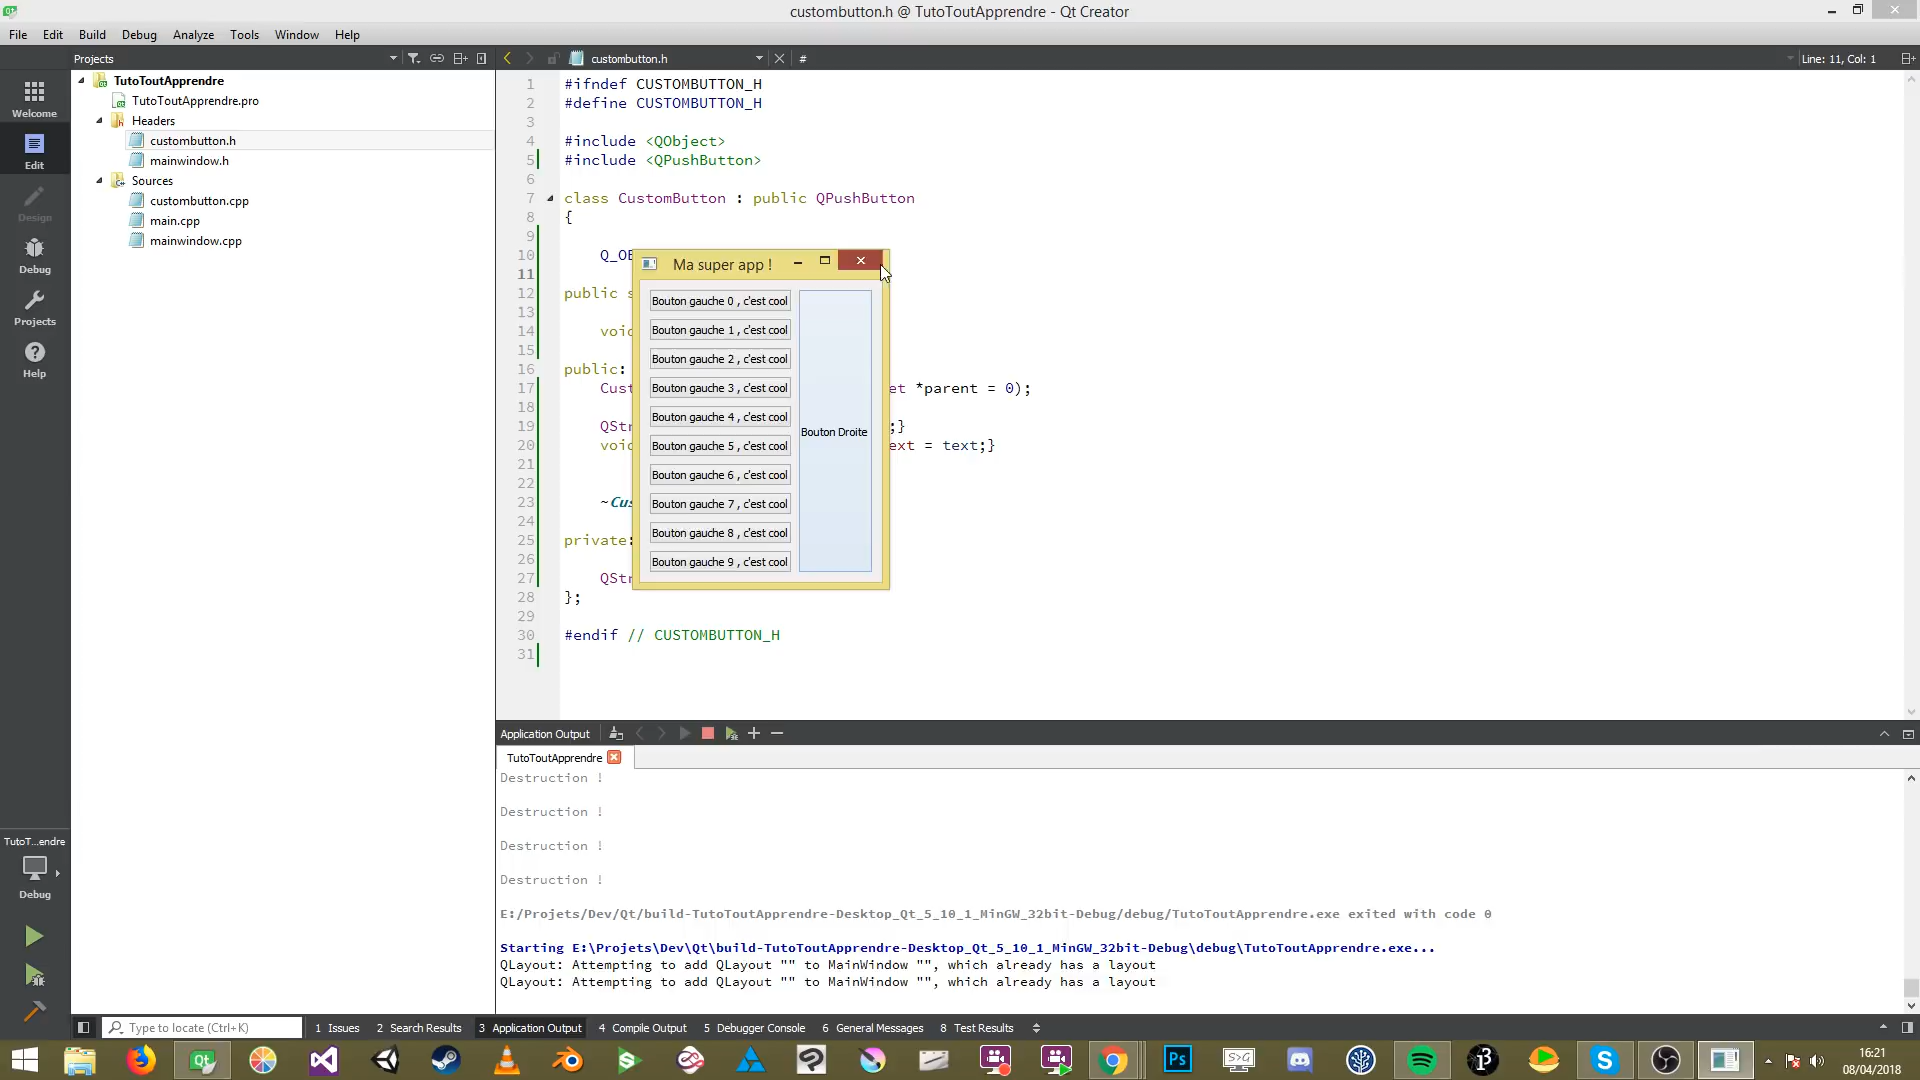 custombutton.h @ TutoToutApprendre - Qt Creator
File Edit Build Debug Analyze Tools Window Help
Projects
custombutton.h
#
Line: 11, Col: 1
Welcome
Edit
Design
Debug
Projects
Help
TutoToutApprendre
TutoToutApprendre.pro
Headers
custombutton.h
mainwindow.h
Sources
custombutton.cpp
main.cpp
mainwindow.cpp
1 #ifndef CUSTOMBUTTON_H
2 #define CUSTOMBUTTON_H
3
4 #include <QObject>
5 #include <QPushButton>
6
7 class CustomButton : public QPushButton
8 {
9
10 Q_OB
11
12 public s
13
14 void
15
16 public:
17 Cust et *parent = 0);
18
19 QStr ;}
20 void ext = text;}
21
22
23 ~Cus
24
25 private:
26
27 QStr
28 };
29
30 #endif // CUSTOMBUTTON_H
31
Ma super app !
Bouton gauche 0 , c'est cool
Bouton gauche 1 , c'est cool
Bouton gauche 2 , c'est cool
Bouton gauche 3 , c'est cool
Bouton gauche 4 , c'est cool
Bouton gauche 5 , c'est cool
Bouton gauche 6 , c'est cool
Bouton gauche 7 , c'est cool
Bouton gauche 8 , c'est cool
Bouton gauche 9 , c'est cool
Bouton Droite
Application Output
TutoToutApprendre
Destruction !
Destruction !
Destruction !
Destruction !
E:/Projets/Dev/Qt/build-TutoToutApprendre-Desktop_Qt_5_10_1_MinGW_32bit-Debug/debug/TutoToutApprendre.exe exited with code 0
Starting E:\Projets\Dev\Qt\build-TutoToutApprendre-Desktop_Qt_5_10_1_MinGW_32bit-Debug\debug\TutoToutApprendre.exe...
QLayout: Attempting to add QLayout "" to MainWindow "", which already has a layout
QLayout: Attempting to add QLayout "" to MainWindow "", which already has a layout
TutoT...endre
Debug
Type to locate (Ctrl+K)
1 Issues 2 Search Results 3 Application Output 4 Compile Output 5 Debugger Console 6 General Messages 8 Test Results
Qt
Ps
S>G
16:21
08/04/2018